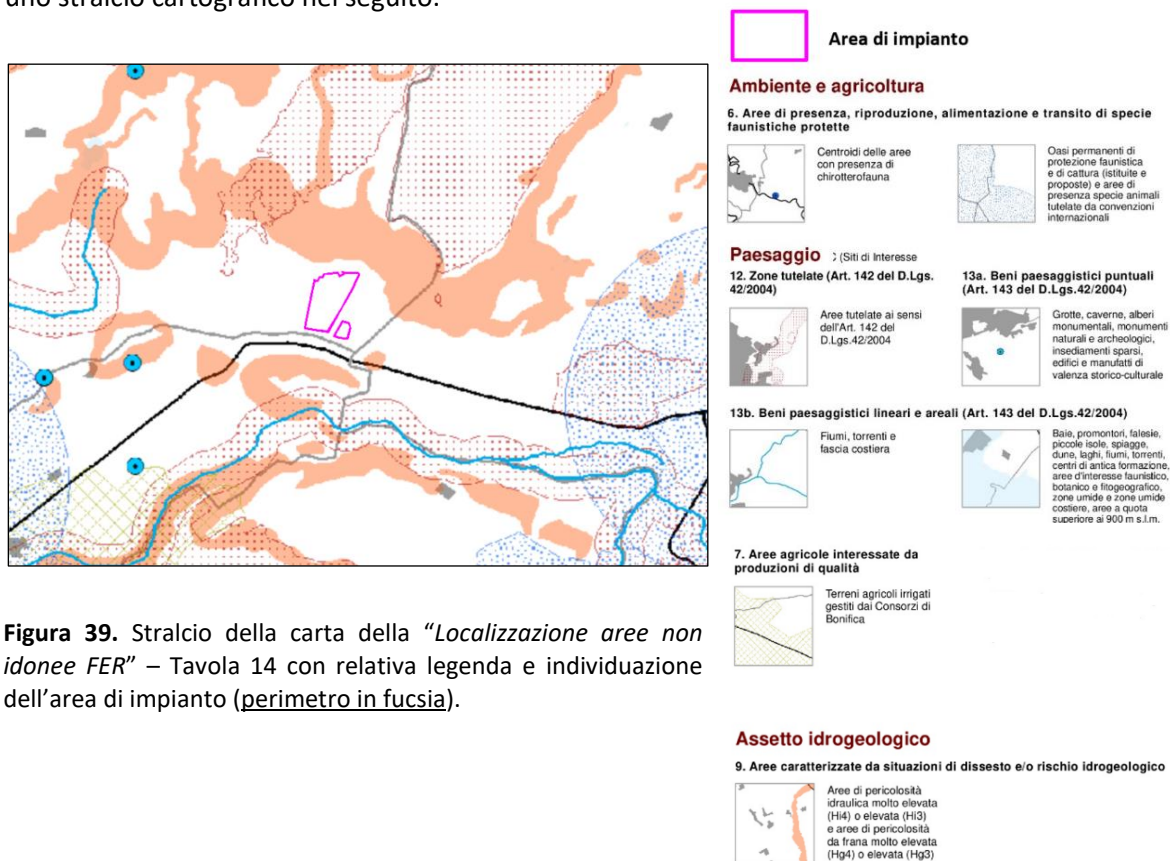 uno stralcio cartografico nel seguito.
Area di impianto
Ambiente e agricoltura
6. Aree di presenza, riproduzione, alimentazione e transito di specie
faunistiche protette
Centroidi delle aree
con presenza di
chirotterofauna
Oasi permanenti di
protezione faunistica
e di cattura (istituite e
proposte) e aree di
presenza specie animali
tutelate da convenzioni
internazionali
Paesaggio (Siti di Interesse
12. Zone tutelate (Art. 142 del D.Lgs.
42/2004)
Aree tutelate ai sensi
dell'Art. 142 del
D.Lgs.42/2004
13a. Beni paesaggistici puntuali
(Art. 143 del D.Lgs.42/2004)
Grotte, caverne, alberi
monumentali, monumenti
naturali e archeologici,
insediamenti sparsi,
edifici e manufatti di
valenza storico-culturale
13b. Beni paesaggistici lineari e areali (Art. 143 del D.Lgs.42/2004)
Fiumi, torrenti e
fascia costiera
Baie, promontori, falesie,
piccole isole, spiagge,
dune, laghi, fiumi, torrenti,
centri di antica formazione,
aree d'interesse faunistico,
botanico e fitogeografico,
zone umide e zone umide
costiere, aree a quota
superiore ai 900 m s.l.m.
7. Aree agricole interessate da
produzioni di qualità
Terreni agricoli irrigati
gestiti dai Consorzi di
Bonifica
Figura 39. Stralcio della carta della “Localizzazione aree non
idonee FER” – Tavola 14 con relativa legenda e individuazione
dell’area di impianto (perimetro in fucsia).
Assetto idrogeologico
9. Aree caratterizzate da situazioni di dissesto e/o rischio idrogeologico
Aree di pericolosità
idraulica molto elevata
(Hi4) o elevata (Hi3)
e aree di pericolosità
da frana molto elevata
(Hg4) o elevata (Hg3)